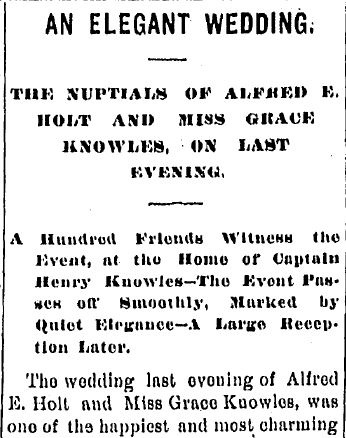 AN ELEGANT WEDDING.
THE NUPTIALS OF ALFRED E.
HOLT AND MISS GRACE
KNOWLES, ON LAST
EVENING.
A Hundred Friends Witness the
Event, at the Home of Captain
Henry Knowles—The Event Pas-
ses off Smoothly, Marked by
Quiet Elegance—A Large Recep-
tion Later.
The wedding last evening of Alfred
E. Holt and Miss Grace Knowles, was
one of the happiest and most charming